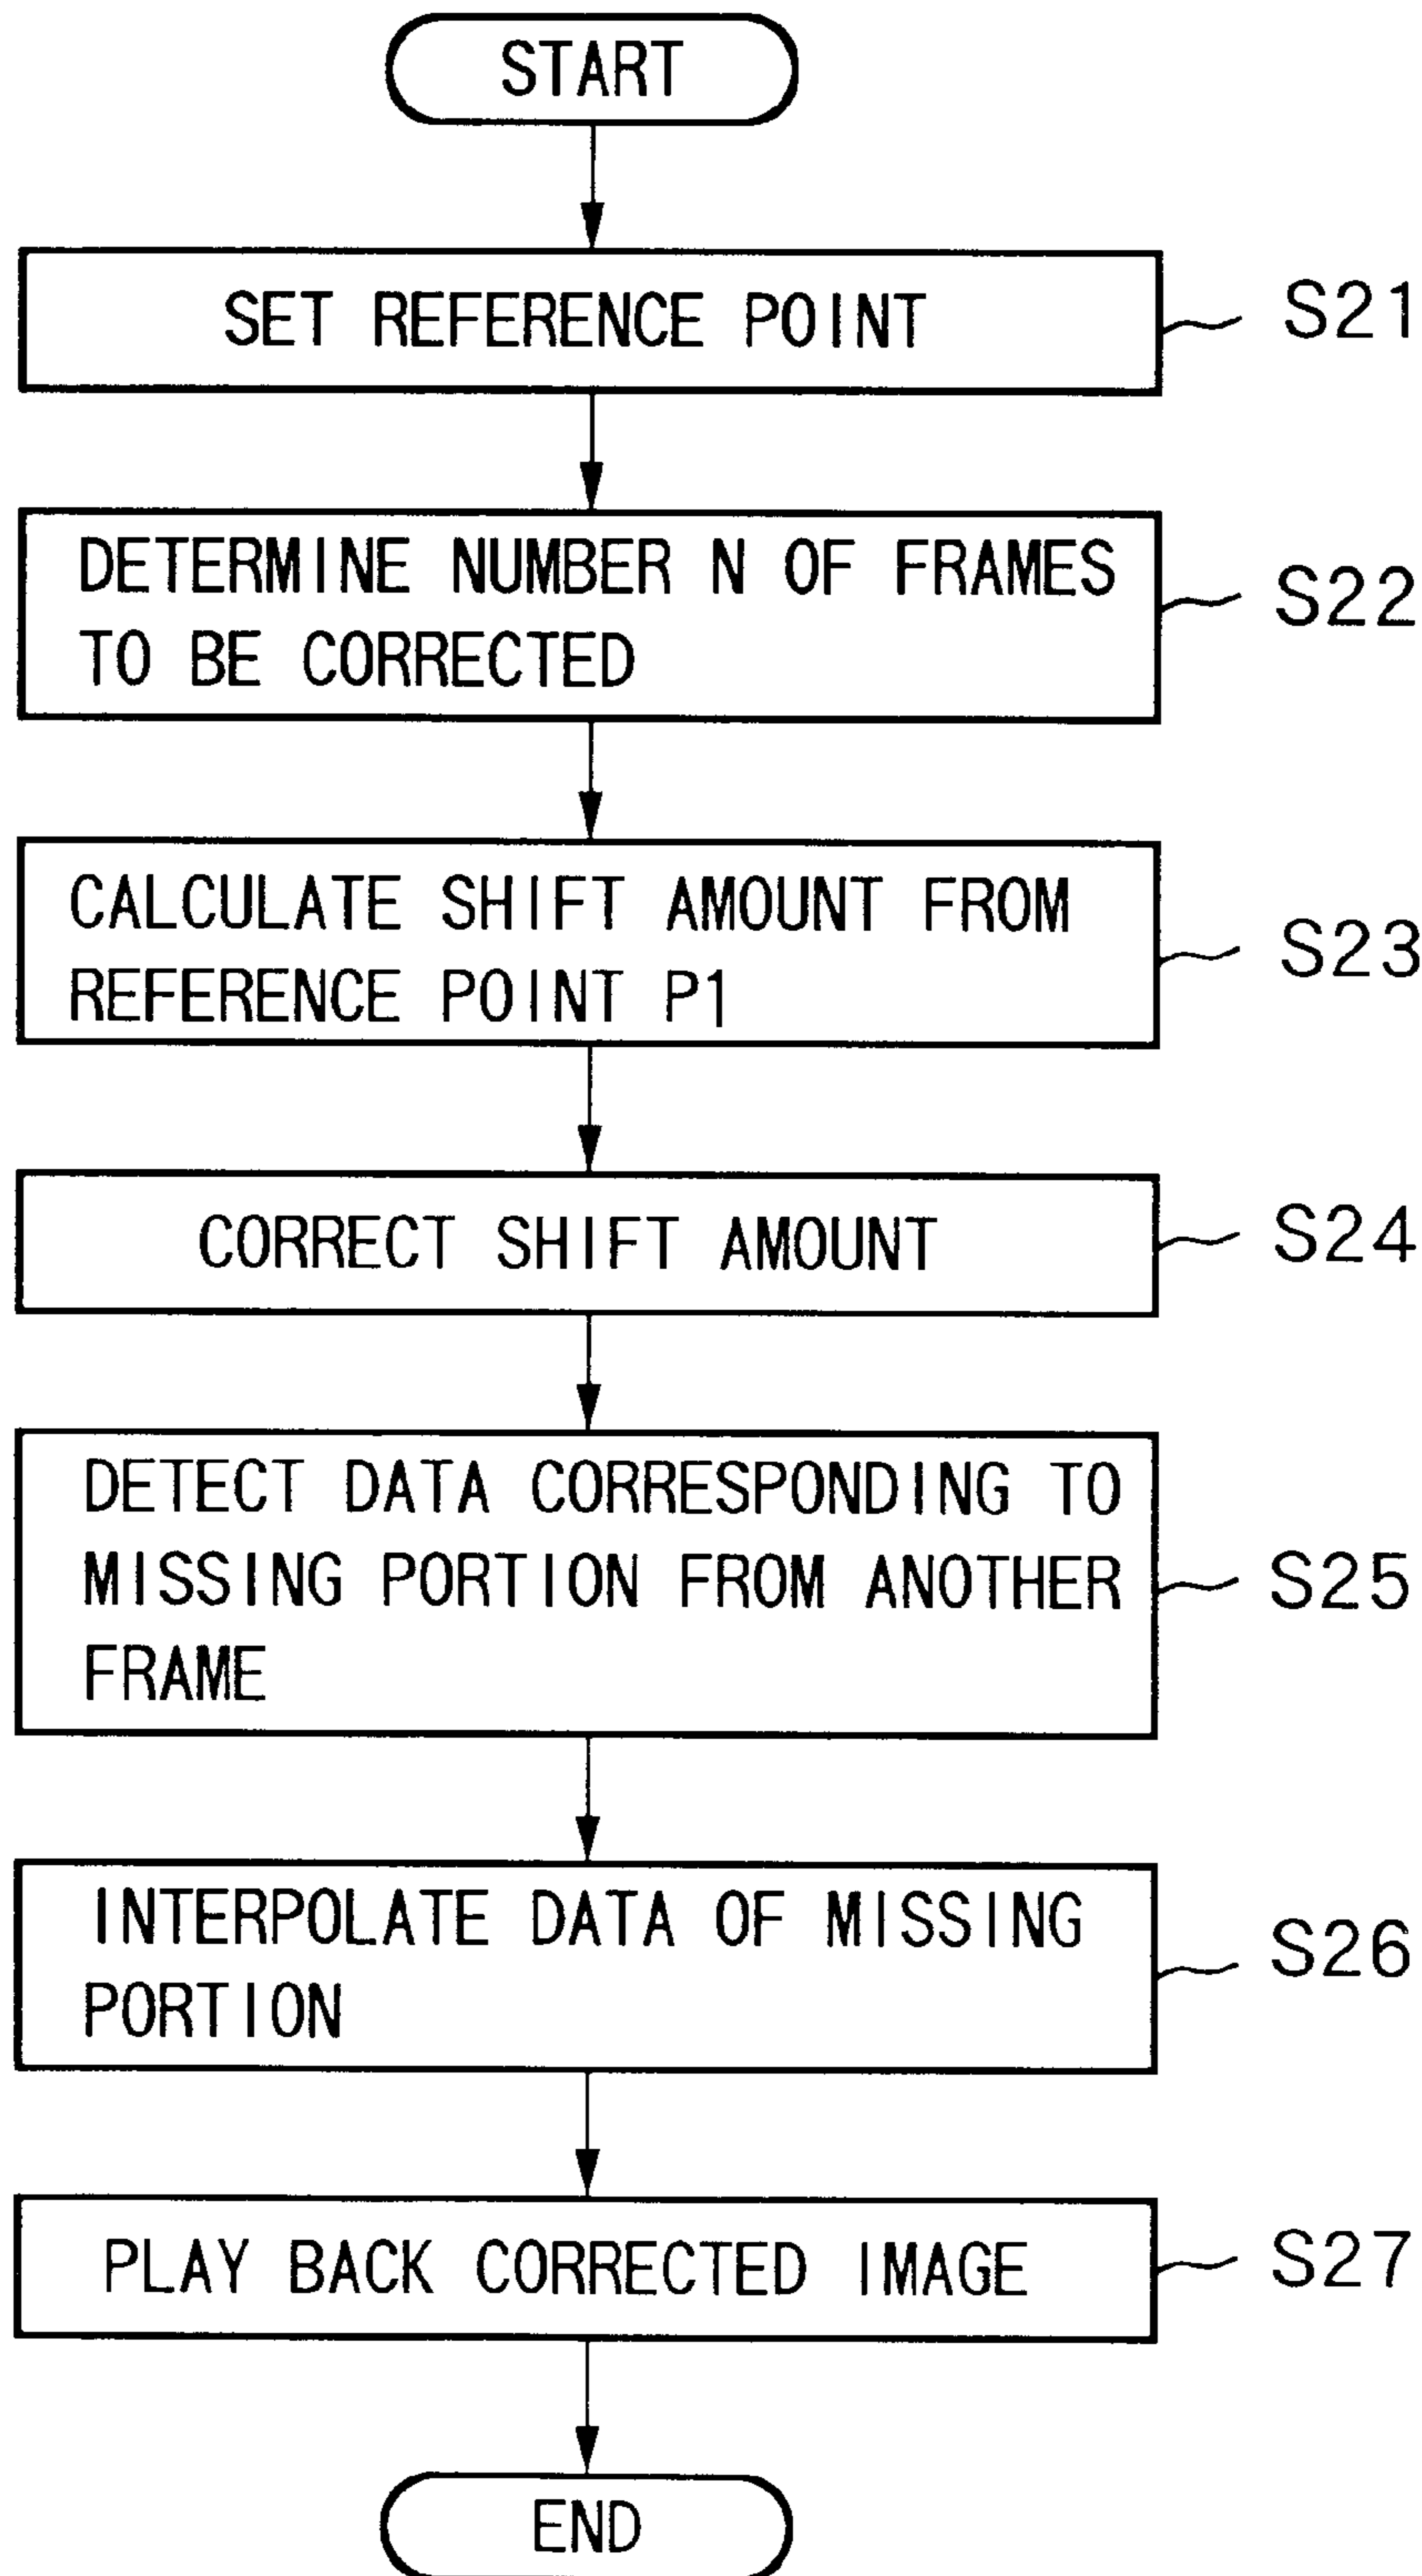 START
SET REFERENCE POINT
S21
DETERMINE NUMBER N OF FRAMES
TO BE CORRECTED
S22
CALCULATE SHIFT AMOUNT FROM
REFERENCE POINT P1
S23
CORRECT SHIFT AMOUNT
S24
DETECT DATA CORRESPONDING TO
MISSING PORTION FROM ANOTHER
FRAME
S25
INTERPOLATE DATA OF MISSING
PORTION
S26
PLAY BACK CORRECTED IMAGE
S27
END